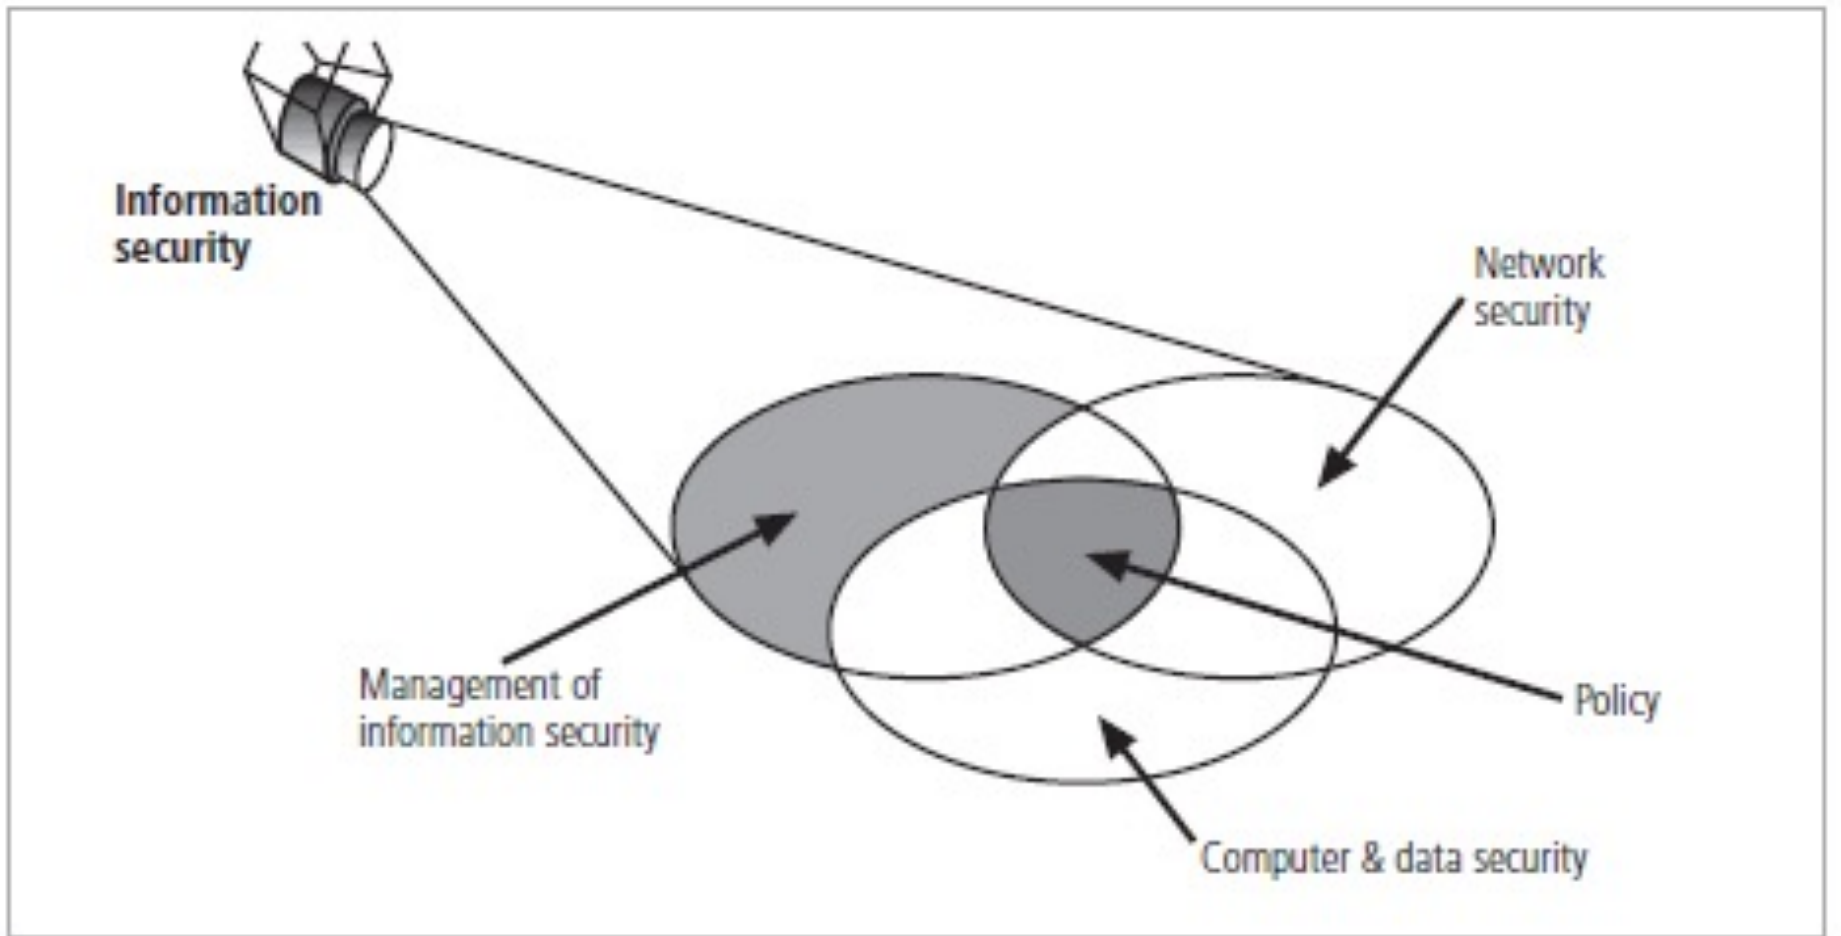 Information
security
Network
security
Management of
information security
Policy
Computer & data security